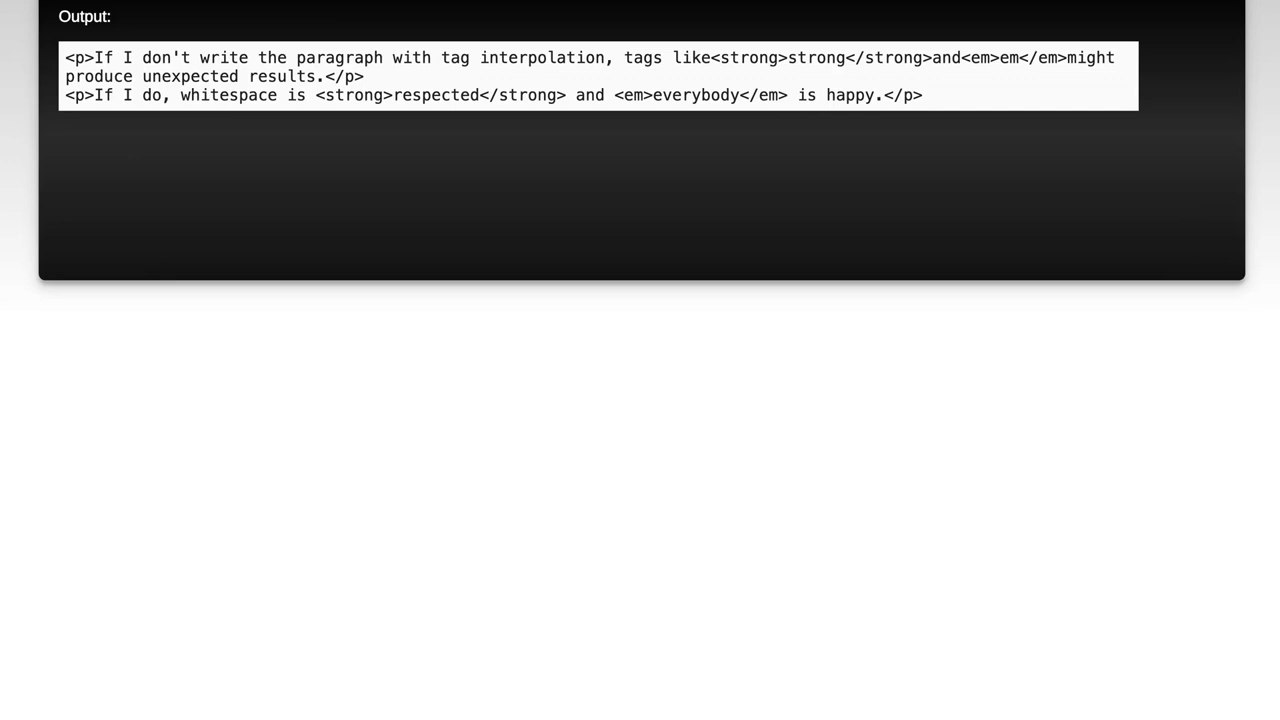 Output:
<p>If I don't write the paragraph with tag interpolation, tags like<strong>strong</strong>and<em>em</em>might
produce unexpected results.</p>
<p>If I do, whitespace is <strong>respected</strong> and <em>everybody</em> is happy.</p>